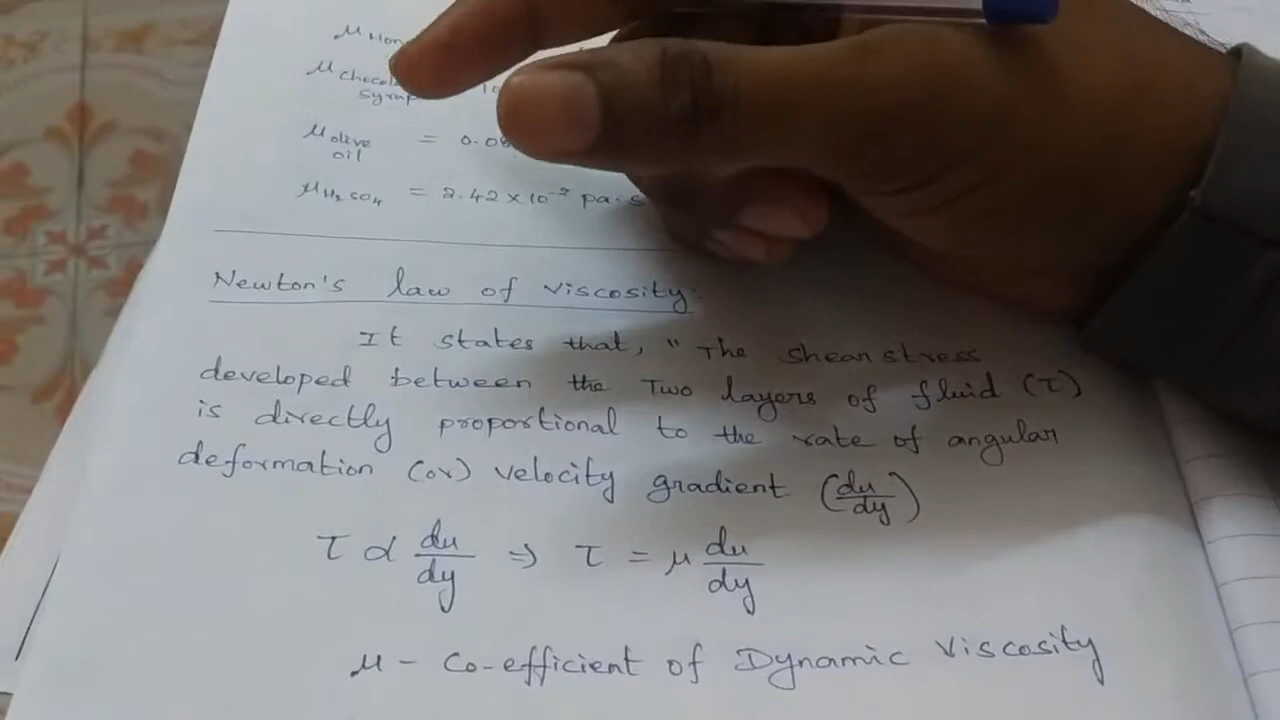 μ Hon
μ chocol
syrup 10
μ olive oil = 0.08
μ H₂SO₄ = 2.42 × 10⁻² pa.s
Newton's law of viscosity.
It states that, "The shear stress
developed between the Two layers of fluid (τ)
is directly proportional to the rate of angular
deformation (or) velocity gradient (du/dy)
τ ∝ du/dy ⇒ τ = μ du/dy
μ - Co-efficient of Dynamic Viscosity